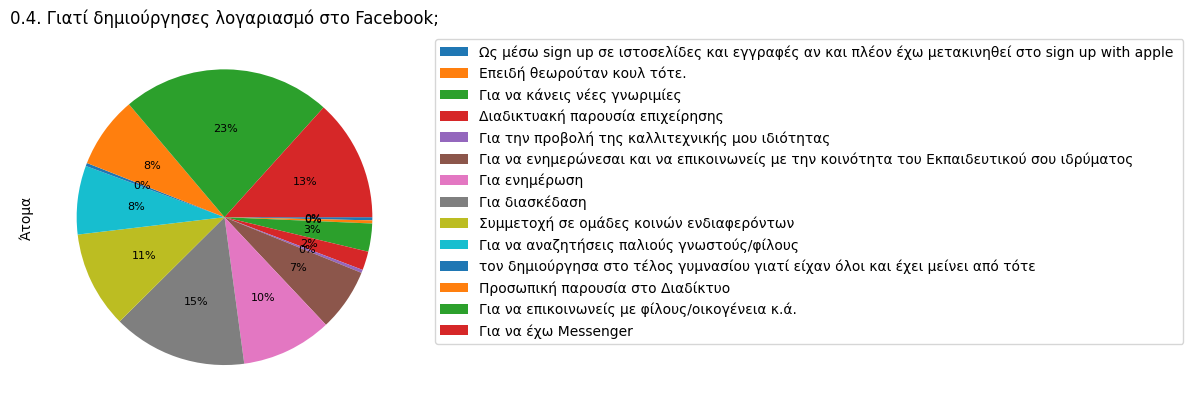 0.4. Γιατί δημιούργησες λογαριασμό στο Facebook;
Άτομα
23%
8%
13%
0%
8%
0%
0%
3%
2%
0%
11%
7%
10%
15%
Ως μέσω sign up σε ιστοσελίδες και εγγραφές αν και πλέον έχω μετακινηθεί στο sign up with apple
Επειδή θεωρούταν κουλ τότε.
Για να κάνεις νέες γνωριμίες
Διαδικτυακή παρουσία επιχείρησης
Για την προβολή της καλλιτεχνικής μου ιδιότητας
Για να ενημερώνεσαι και να επικοινωνείς με την κοινότητα του Εκπαιδευτικού σου ιδρύματος
Για ενημέρωση
Για διασκέδαση
Συμμετοχή σε ομάδες κοινών ενδιαφερόντων
Για να αναζητήσεις παλιούς γνωστούς/φίλους
τον δημιούργησα στο τέλος γυμνασίου γιατί είχαν όλοι και έχει μείνει από τότε
Προσωπική παρουσία στο Διαδίκτυο
Για να επικοινωνείς με φίλους/οικογένεια κ.ά.
Για να έχω Messenger